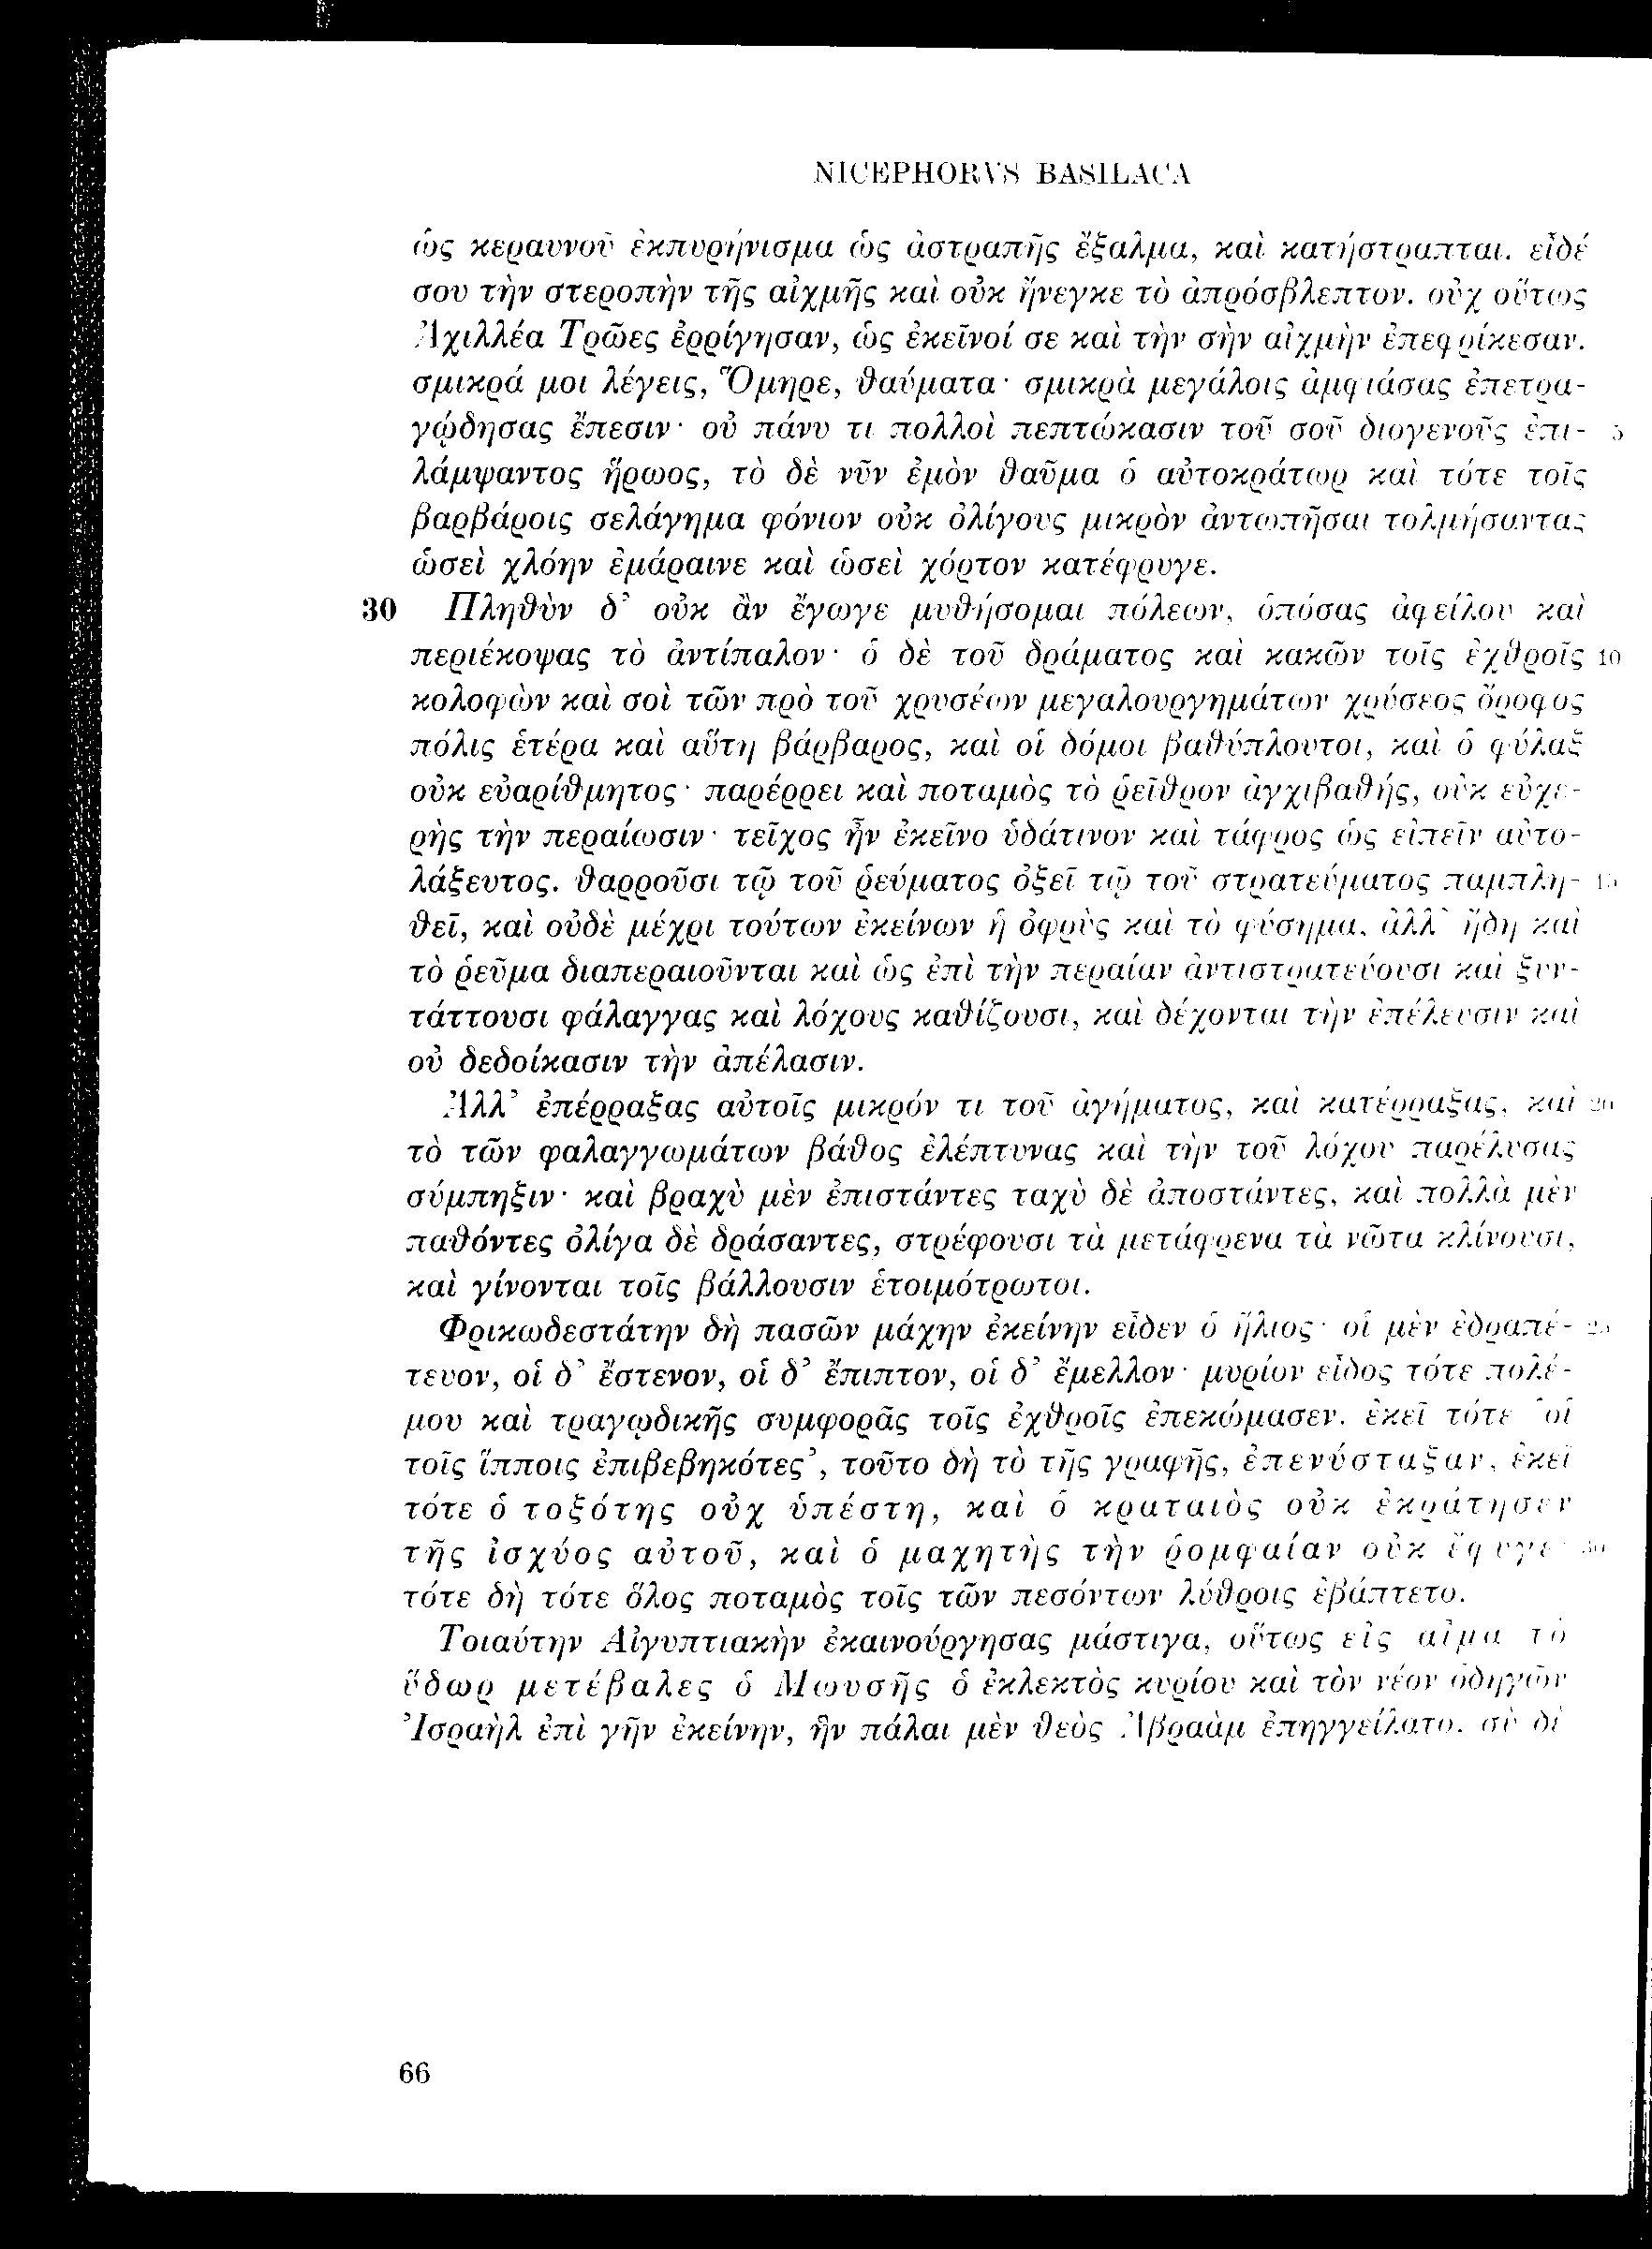 NICEPHORVS BASILACA
ὡς κεραυνοῦ ἐκπυρήνισμα ὡς ἀστραπῆς ἔξαλμα, καὶ κατήστραπται. εἶδέ
σου τὴν στεροπὴν τῆς αἰχμῆς καὶ οὐκ ἤνεγκε τὸ ἀπρόσβλεπτον. οὐχ οὕτως
Ἀχιλλέα Τρῶες ἐρρίγησαν, ὡς ἐκεῖνοί σε καὶ τὴν σὴν αἰχμὴν ἐπεφρίκεσαν.
σμικρά μοι λέγεις, Ὅμηρε, θαύματα· σμικρὰ μεγάλοις ἀμφιάσας ἐπετρα-
γῴδησας ἔπεσιν· οὐ πάνυ τι πολλοὶ πεπτώκασιν τοῦ σοῦ διογενοῦς ἐπι- 5
λάμψαντος ἥρωος, τὸ δὲ νῦν ἐμὸν θαῦμα ὁ αὐτοκράτωρ καὶ τότε τοῖς
βαρβάροις σελάγημα φόνιον οὐκ ὀλίγους μικρὸν ἀντωπῆσαι τολμήσαντας
ὡσεὶ χλόην ἐμάραινε καὶ ὡσεὶ χόρτον κατέφρυγε.
30 Πληθὺν δ’ οὐκ ἂν ἔγωγε μυθήσομαι πόλεων, ὁπόσας ἀφείλου καὶ
περιέκοψας τὸ ἀντίπαλον· ὁ δὲ τοῦ δράματος καὶ κακῶν τοῖς ἐχθροῖς 10
κολοφὼν καὶ σοὶ τῶν πρὸ τοῦ χρυσέων μεγαλουργημάτων χρύσεος ὄροφος
πόλις ἑτέρα καὶ αὕτη βάρβαρος, καὶ οἱ δόμοι βαθύπλουτοι, καὶ ὁ φύλαξ
οὐκ εὐαρίθμητος· παρέρρει καὶ ποταμὸς τὸ ῥεῖθρον ἀγχιβαθής, οὐκ εὐχε-
ρὴς τὴν περαίωσιν· τεῖχος ἦν ἐκεῖνο ὑδάτινον καὶ τάφρος ὡς εἰπεῖν αὐτο-
λάξευτος. θαρροῦσι τῷ τοῦ ῥεύματος ὀξεῖ τῷ τοῦ στρατεύματος παμπλη- 15
θεῖ, καὶ οὐδὲ μέχρι τούτων ἐκείνων ἡ ὀφρὺς καὶ τὸ φύσημα, ἀλλ’ ἤδη καὶ
τὸ ῥεῦμα διαπεραιοῦνται καὶ ὡς ἐπὶ τὴν περαίαν ἀντιστρατεύουσι καὶ ξυν-
τάττουσι φάλαγγας καὶ λόχους καθίζουσι, καὶ δέχονται τὴν ἐπέλευσιν καὶ
οὐ δεδοίκασιν τὴν ἀπέλασιν.
Ἀλλ’ ἐπέρραξας αὐτοῖς μικρόν τι τοῦ ἀγήματος, καὶ κατέρραξας, καὶ 20
τὸ τῶν φαλαγγωμάτων βάθος ἐλέπτυνας καὶ τὴν τοῦ λόχου παρέλυσας
σύμπηξιν· καὶ βραχὺ μὲν ἐπιστάντες ταχὺ δὲ ἀποστάντες, καὶ πολλὰ μὲν
παθόντες ὀλίγα δὲ δράσαντες, στρέφουσι τὰ μετάφρενα τὰ νῶτα κλίνουσι,
καὶ γίνονται τοῖς βάλλουσιν ἑτοιμότρωτοι.
Φρικωδεστάτην δὴ πασῶν μάχην ἐκείνην εἶδεν ὁ ἥλιος· οἱ μὲν ἐδραπέ- 25
τευον, οἱ δ’ ἔστενον, οἱ δ’ ἔπιπτον, οἱ δ’ ἔμελλον· μυρίον εἶδος τότε πολέ-
μου καὶ τραγῳδικῆς συμφορᾶς τοῖς ἐχθροῖς ἐπεκώμασεν. ἐκεῖ τότε ‘οἱ
τοῖς ἵπποις ἐπιβεβηκότες’, τοῦτο δὴ τὸ τῆς γραφῆς, ἐπενύσταξαν, ἐκεῖ
τότε ὁ τοξότης οὐχ ὑπέστη, καὶ ὁ κραταιὸς οὐκ ἐκράτησεν
τῆς ἰσχύος αὐτοῦ, καὶ ὁ μαχητὴς τὴν ῥομφαίαν οὐκ ἔφυγε· 30
τότε δὴ τότε ὅλος ποταμὸς τοῖς τῶν πεσόντων λύθροις ἐβάπτετο.
Τοιαύτην Αἰγυπτιακὴν ἐκαινούργησας μάστιγα, οὕτως εἰς αἷμα τὸ
ὕδωρ μετέβαλες ὁ Μωυσῆς ὁ ἐκλεκτὸς κυρίου καὶ τὸν νέον ὁδηγῶν
Ἰσραὴλ ἐπὶ γῆν ἐκείνην, ἣν πάλαι μὲν θεὸς Ἀβραὰμ ἐπηγγείλατο. σὺ δὲ
66